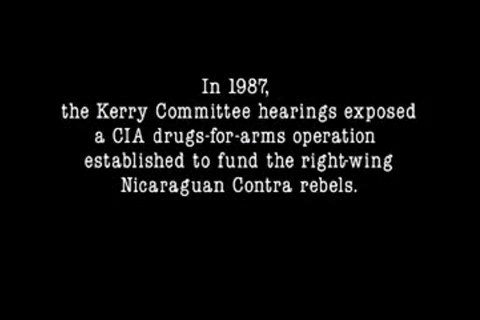 In 1987,
the Kerry Committee hearings exposed
a CIA drugs-for-arms operation
established to fund the right-wing
Nicaraguan Contra rebels.